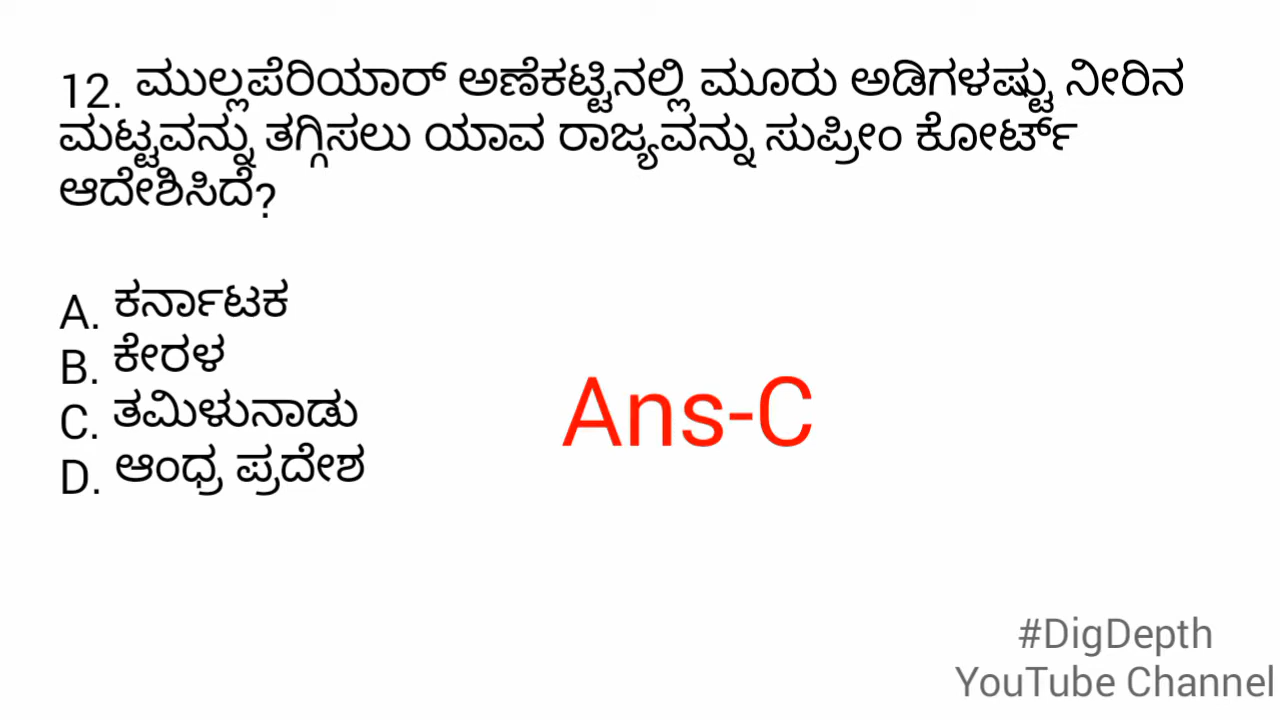 12. ಮುಲ್ಲಪೆರಿಯಾರ್ ಅಣೆಕಟ್ಟಿನಲ್ಲಿ ಮೂರು ಅಡಿಗಳಷ್ಟು ನೀರಿನ
ಮಟ್ಟವನ್ನು ತಗ್ಗಿಸಲು ಯಾವ ರಾಜ್ಯವನ್ನು ಸುಪ್ರೀಂ ಕೋರ್ಟ್
ಆದೇಶಿಸಿದೆ?
A. ಕರ್ನಾಟಕ
B. ಕೇರಳ
C. ತಮಿಳುನಾಡು
D. ಆಂಧ್ರ ಪ್ರದೇಶ
Ans-C
#DigDepth
YouTube Channel